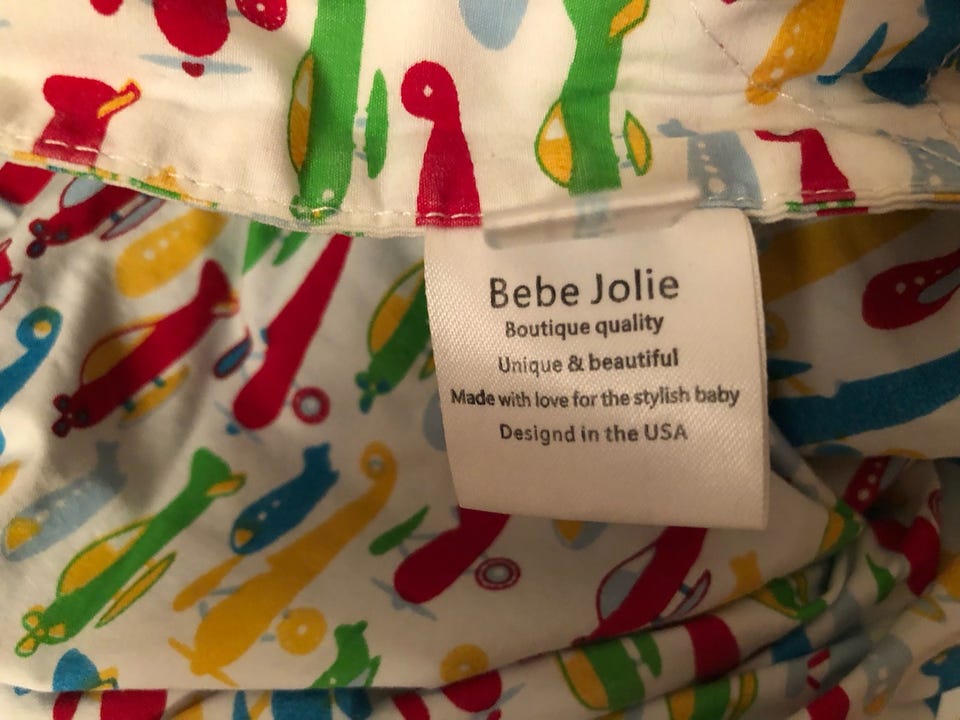 Bebe Jolie
Boutique quality
Unique & beautiful
Made with love for the stylish baby
Designd in the USA